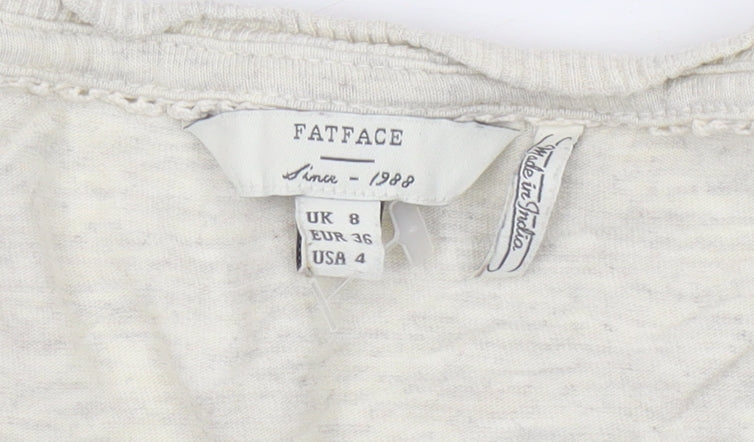 FATFACE
Since - 1988
UK 8
EUR 36
USA 4
Made in India